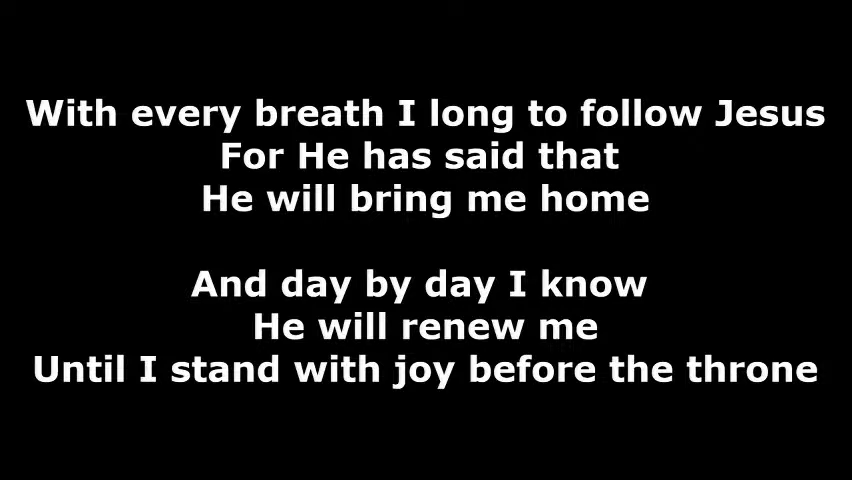 With every breath I long to follow Jesus
For He has said that
He will bring me home
And day by day I know
He will renew me
Until I stand with joy before the throne